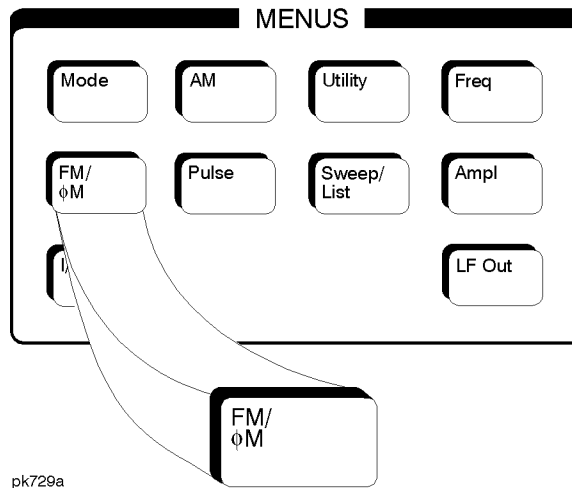 MENUS
Mode
AM
Utility
Freq
FM/
ϕM
Pulse
Sweep/
List
Ampl
I/
LF Out
FM/
ϕM
pk729a